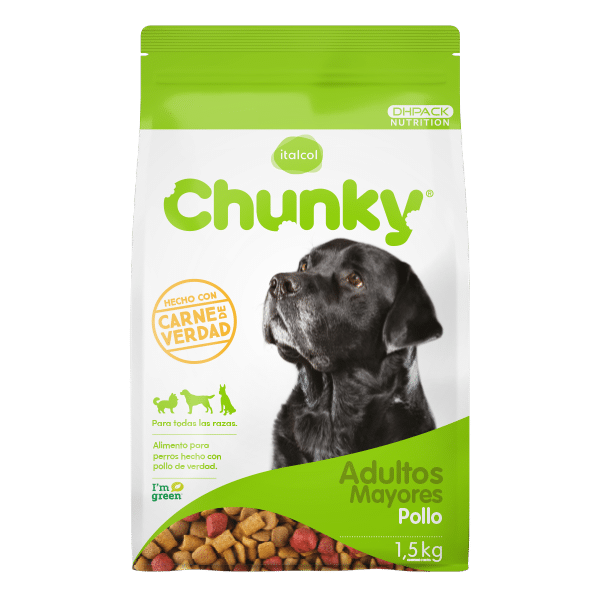 DHPACK
NUTRITION
italcol
Chunky®
HECHO CON
CARNE DE
VERDAD
Para todas las razas.
Alimento para
perros hecho con
pollo de verdad.
I'm
green™
Adultos
Mayores
Pollo
1,5kg